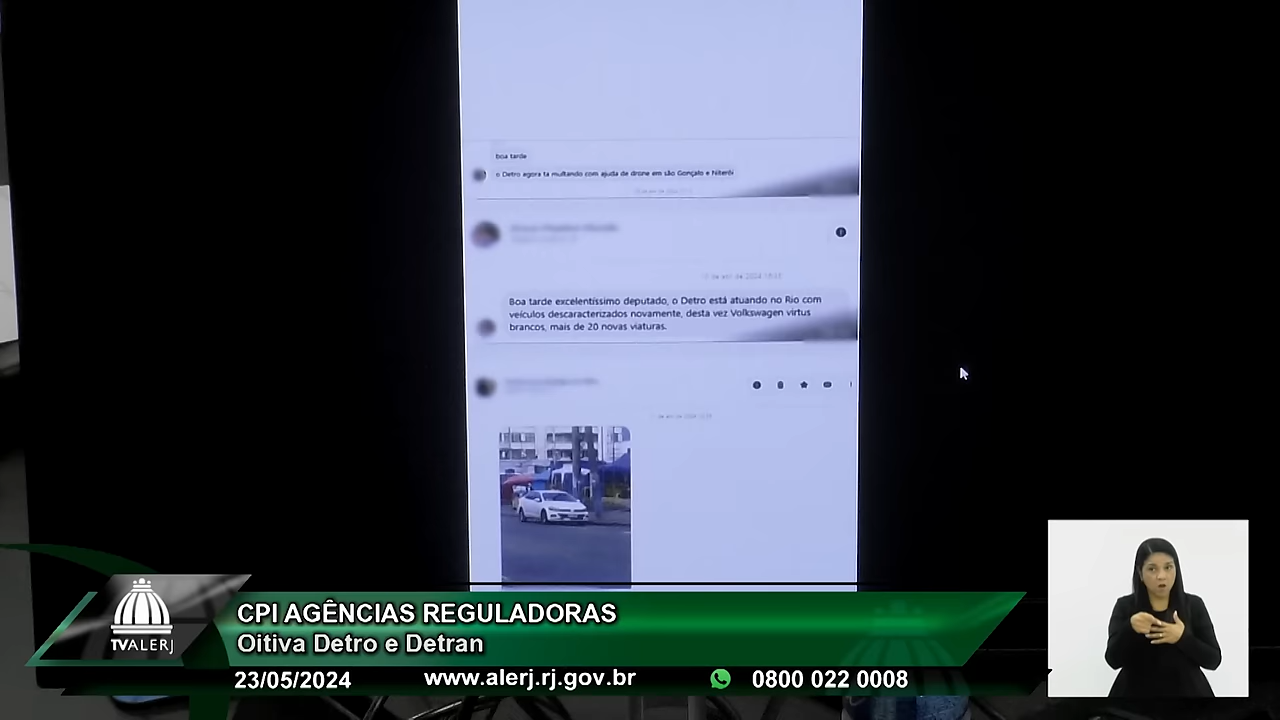 boa tarde
o Detro agora ta multando com ajuda de drone em são Gonçalo e Niterói
Boa tarde excelentíssimo deputado, o Detro está atuando no Rio com
veículos descaracterizados novamente, desta vez Volkswagen virtus
brancos, mais de 20 novas viaturas.
CPI AGÊNCIAS REGULADORAS
Oitiva Detro e Detran
TVALERJ
23/05/2024
www.alerj.rj.gov.br
0800 022 0008